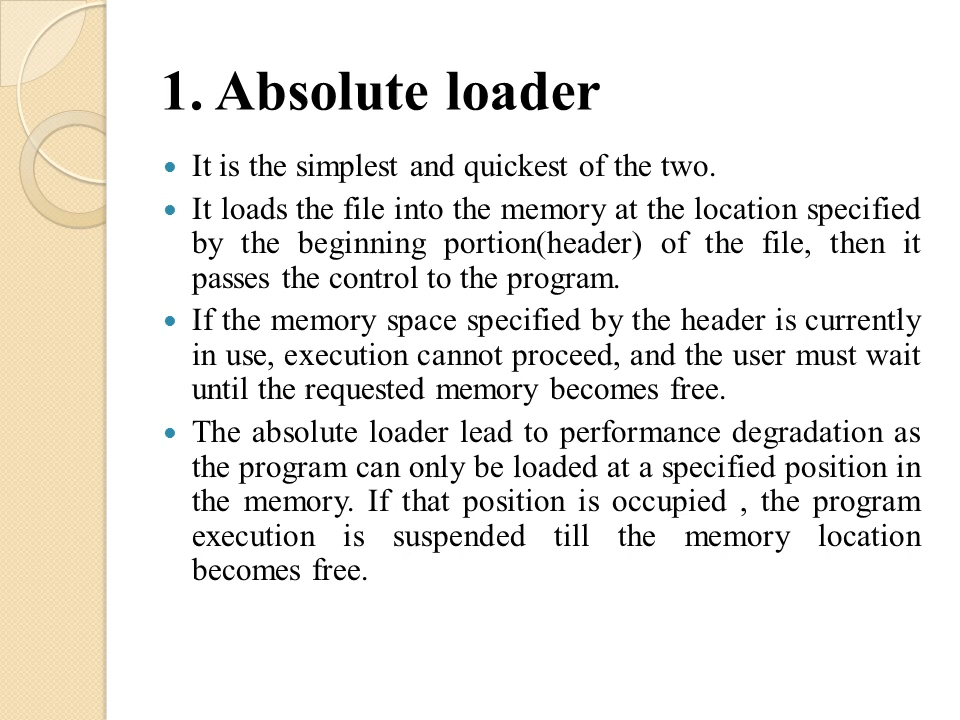 1. Absolute loader
It is the simplest and quickest of the two.
It loads the file into the memory at the location specified
by the beginning portion(header) of the file, then it
passes the control to the program.
If the memory space specified by the header is currently
in use, execution cannot proceed, and the user must wait
until the requested memory becomes free.
The absolute loader lead to performance degradation as
the program can only be loaded at a specified position in
the memory. If that position is occupied , the program
execution is suspended till the memory location
becomes free.